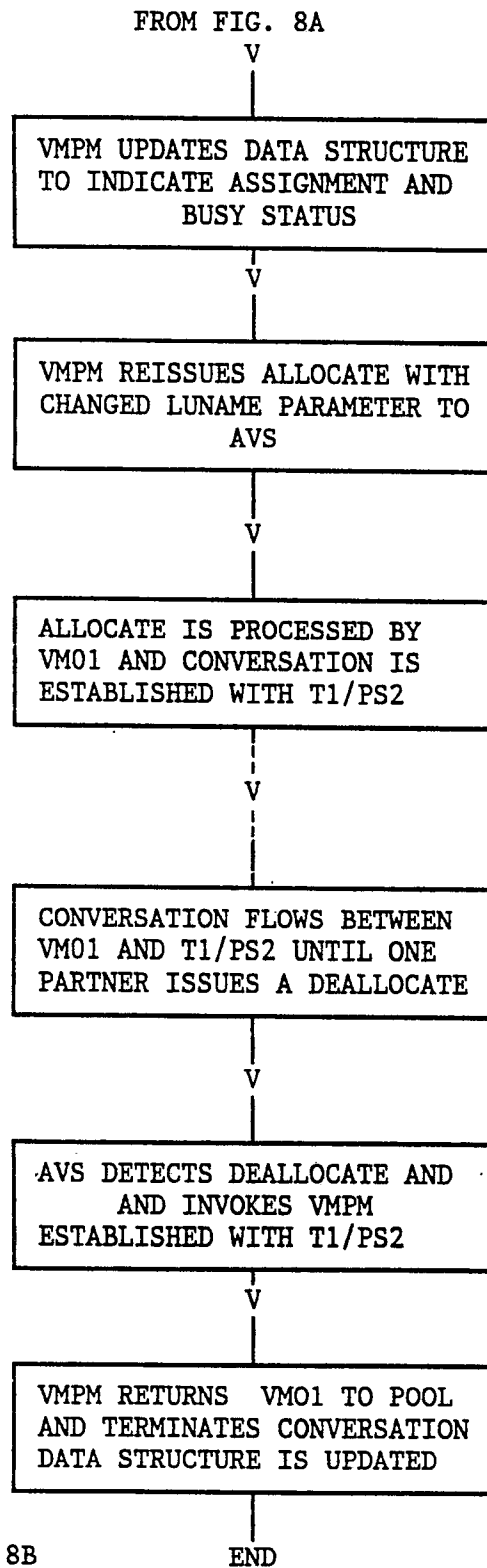 FROM FIG. 8A
V
VMPM UPDATES DATA STRUCTURE
TO INDICATE ASSIGNMENT AND
BUSY STATUS
V
VMPM REISSUES ALLOCATE WITH
CHANGED LUNAME PARAMETER TO
AVS
V
ALLOCATE IS PROCESSED BY
VM01 AND CONVERSATION IS
ESTABLISHED WITH T1/PS2
V
CONVERSATION FLOWS BETWEEN
VM01 AND T1/PS2 UNTIL ONE
PARTNER ISSUES A DEALLOCATE
V
AVS DETECTS DEALLOCATE AND
AND INVOKES VMPM
ESTABLISHED WITH T1/PS2
V
VMPM RETURNS VM01 TO POOL
AND TERMINATES CONVERSATION
DATA STRUCTURE IS UPDATED
8B END